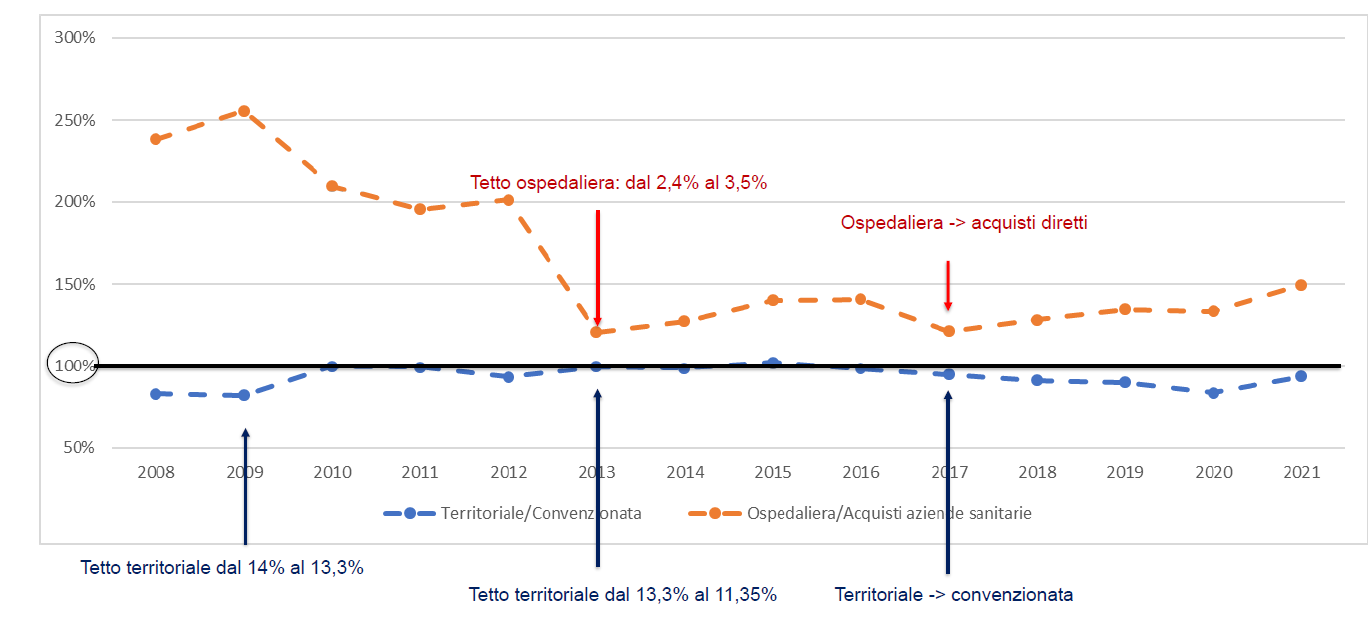 300%
250%
200%
150%
100%
50%
Tetto ospedaliera: dal 2,4% al 3,5%
Ospedaliera -> acquisti diretti
2008 2009 2010 2011 2012 2013 2014 2015 2016 2017 2018 2019 2020 2021
Territoriale/Convenzionata Ospedaliera/Acquisti aziende sanitarie
Tetto territoriale dal 14% al 13,3%
Tetto territoriale dal 13,3% al 11,35%
Territoriale -> convenzionata